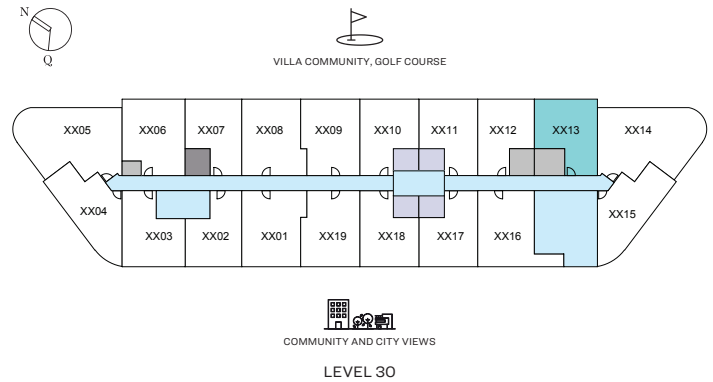 N
Q
VILLA COMMUNITY, GOLF COURSE
XX05 XX06 XX07 XX08 XX09 XX10 XX11 XX12 XX13 XX14
XX04 XX15
XX03 XX02 XX01 XX19 XX18 XX17 XX16
COMMUNITY AND CITY VIEWS
LEVEL 30